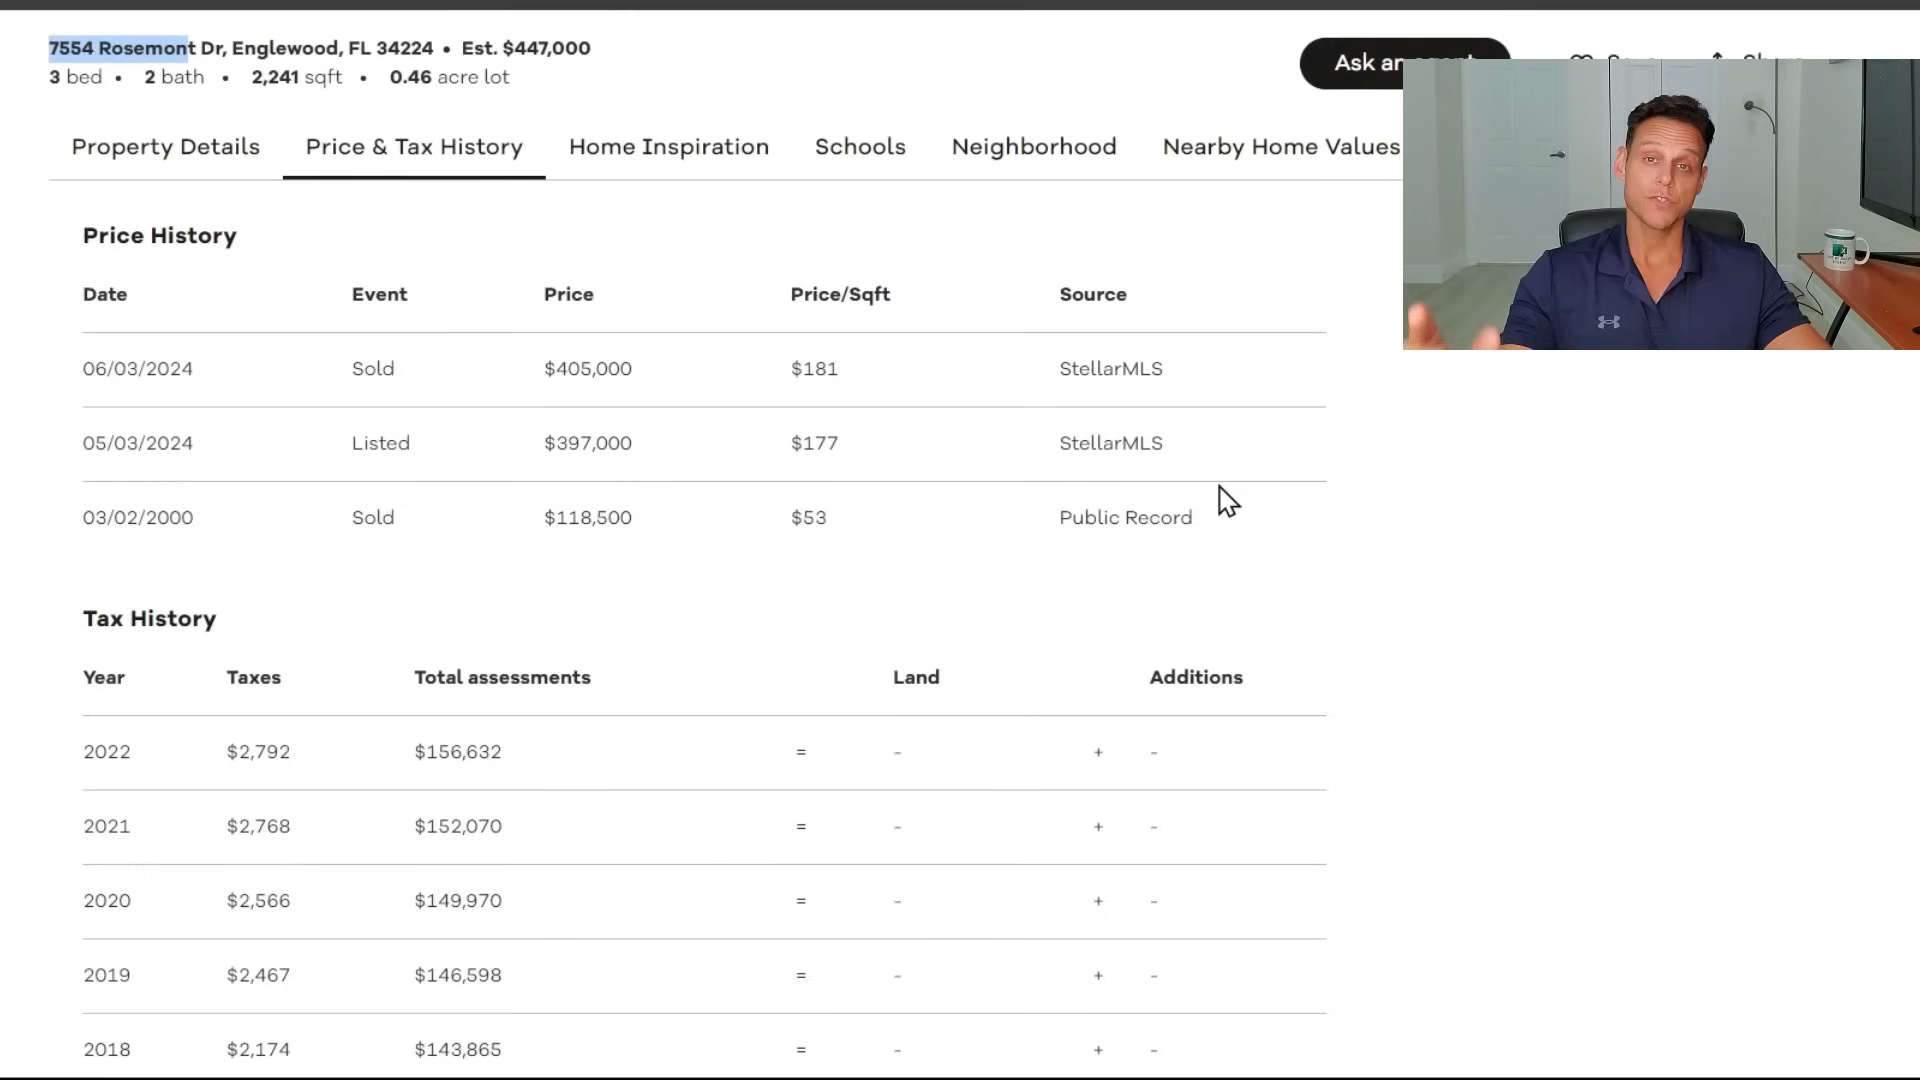 7554 Rosemont Dr, Englewood, FL 34224 • Est. $447,000
3 bed • 2 bath • 2,241 sqft • 0.46 acre lot
Ask an agent
Property Details Price & Tax History Home Inspiration Schools Neighborhood Nearby Home Values
Price History
Date Event Price Price/Sqft Source
06/03/2024 Sold $405,000 $181 StellarMLS
05/03/2024 Listed $397,000 $177 StellarMLS
03/02/2000 Sold $118,500 $53 Public Record
Tax History
Year Taxes Total assessments Land Additions
2022 $2,792 $156,632 = - + -
2021 $2,768 $152,070 = - + -
2020 $2,566 $149,970 = - + -
2019 $2,467 $146,598 = - + -
2018 $2,174 $143,865 = - + -